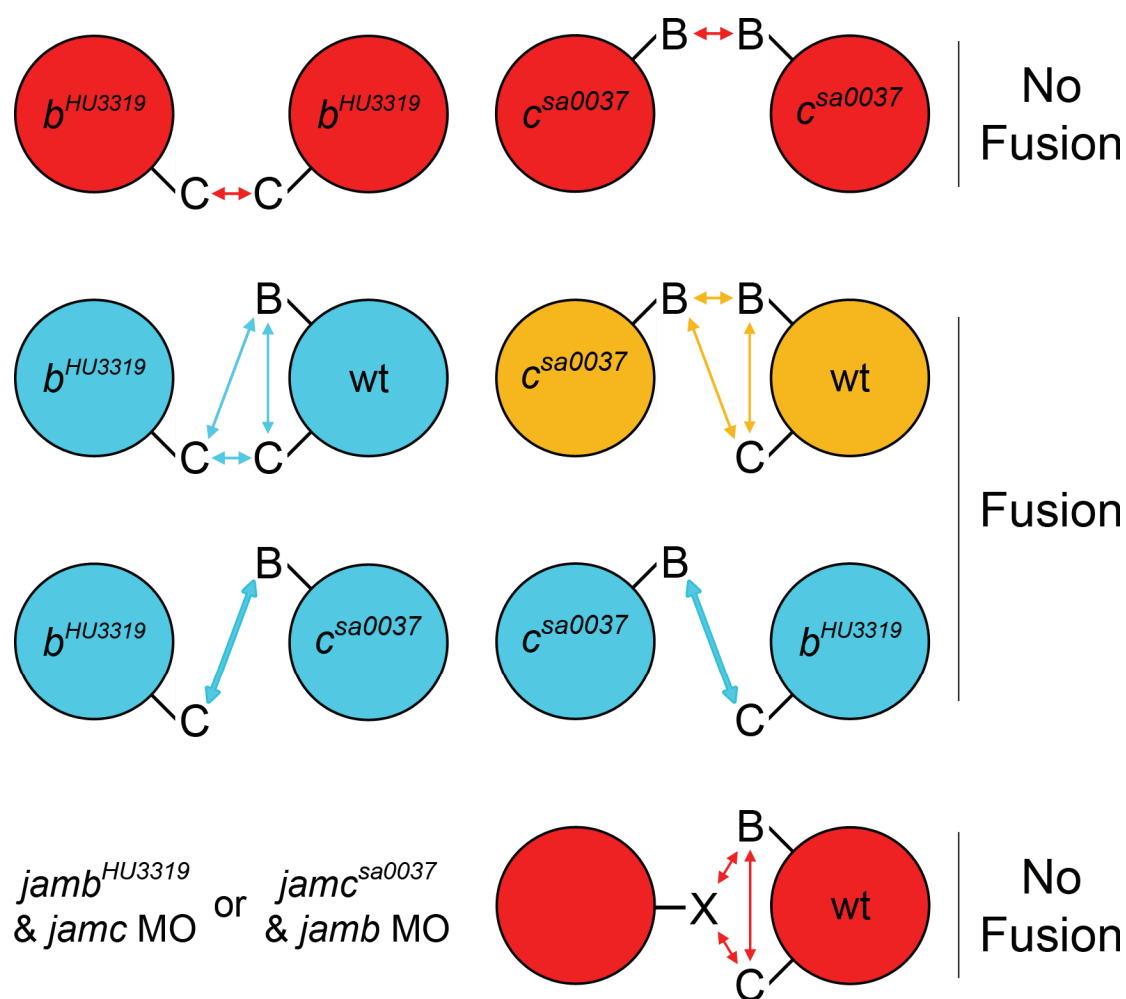 b^HU3319 b^HU3319 C C
B B c^sa0037 c^sa0037
No
Fusion
b^HU3319 B wt C C
B B c^sa0037 wt C
Fusion
b^HU3319 B c^sa0037 C
B c^sa0037 b^HU3319 C
jamb^HU3319
& jamc MO
or
jamc^sa0037
& jamb MO
B
X wt
C
No
Fusion